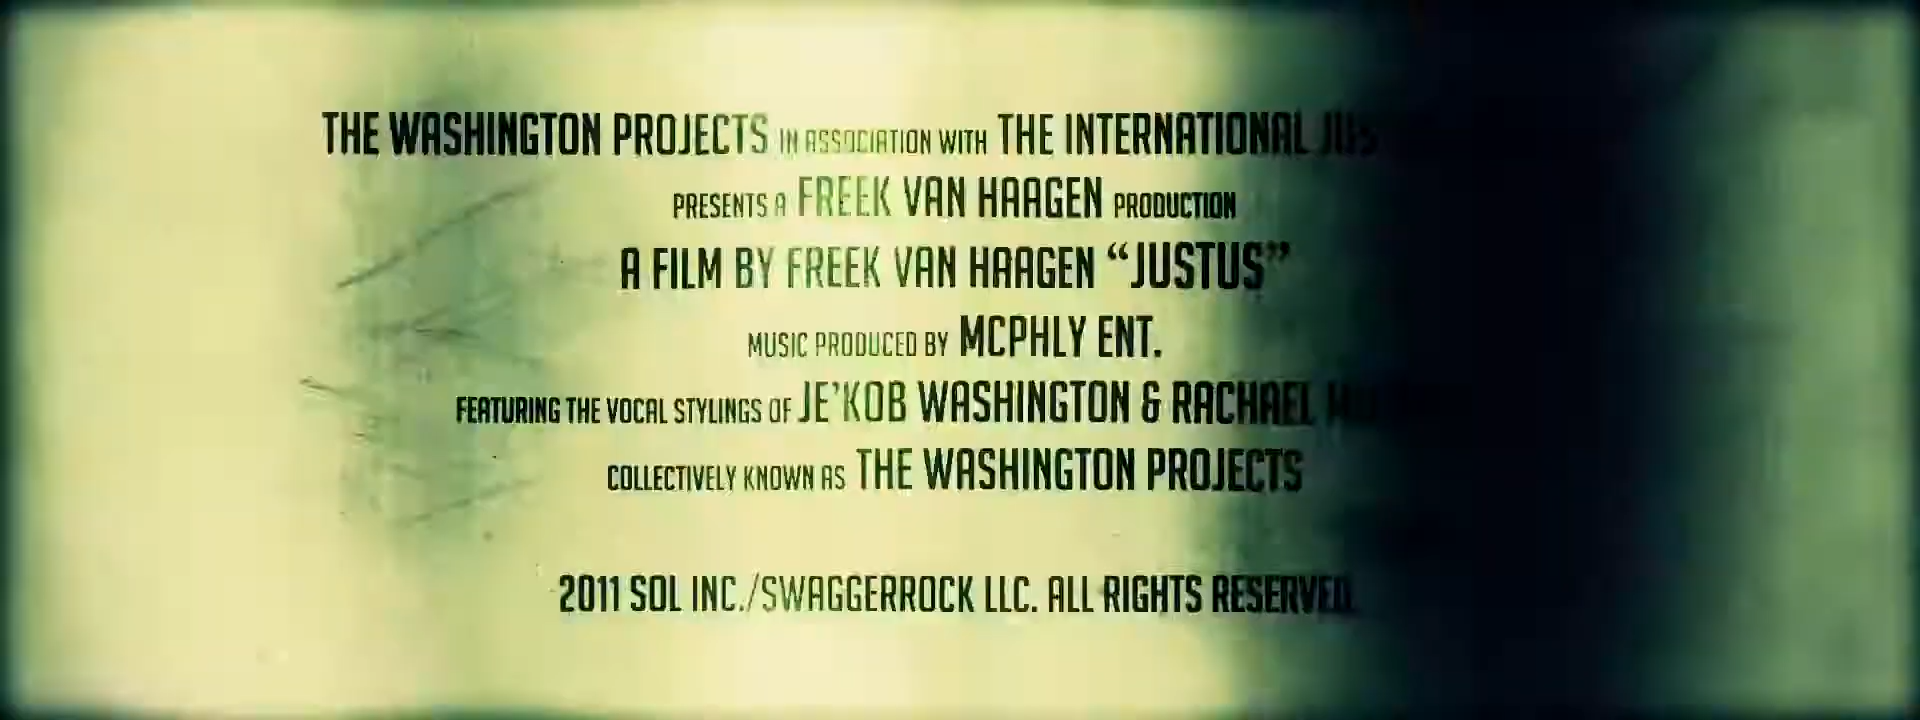 THE WASHINGTON PROJECTS IN ASSOCIATION WITH THE INTERNATIONAL
PRESENTS A FREEK VAN HAAGEN PRODUCTION
A FILM BY FREEK VAN HAAGEN “JUSTUS”
MUSIC PRODUCED BY MCPHLY ENT.
FEATURING THE VOCAL STYLINGS OF JE'KOB WASHINGTON & RACHAEL
COLLECTIVELY KNOWN AS THE WASHINGTON PROJECTS
2011 SOL INC./SWAGGERROCK LLC. ALL RIGHTS RESERVED.